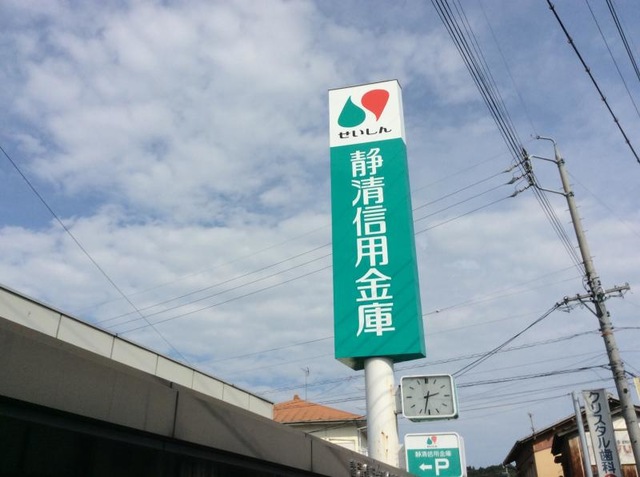 せいしん
静清信用金庫
静清信用金庫
←P
クリスタル歯科